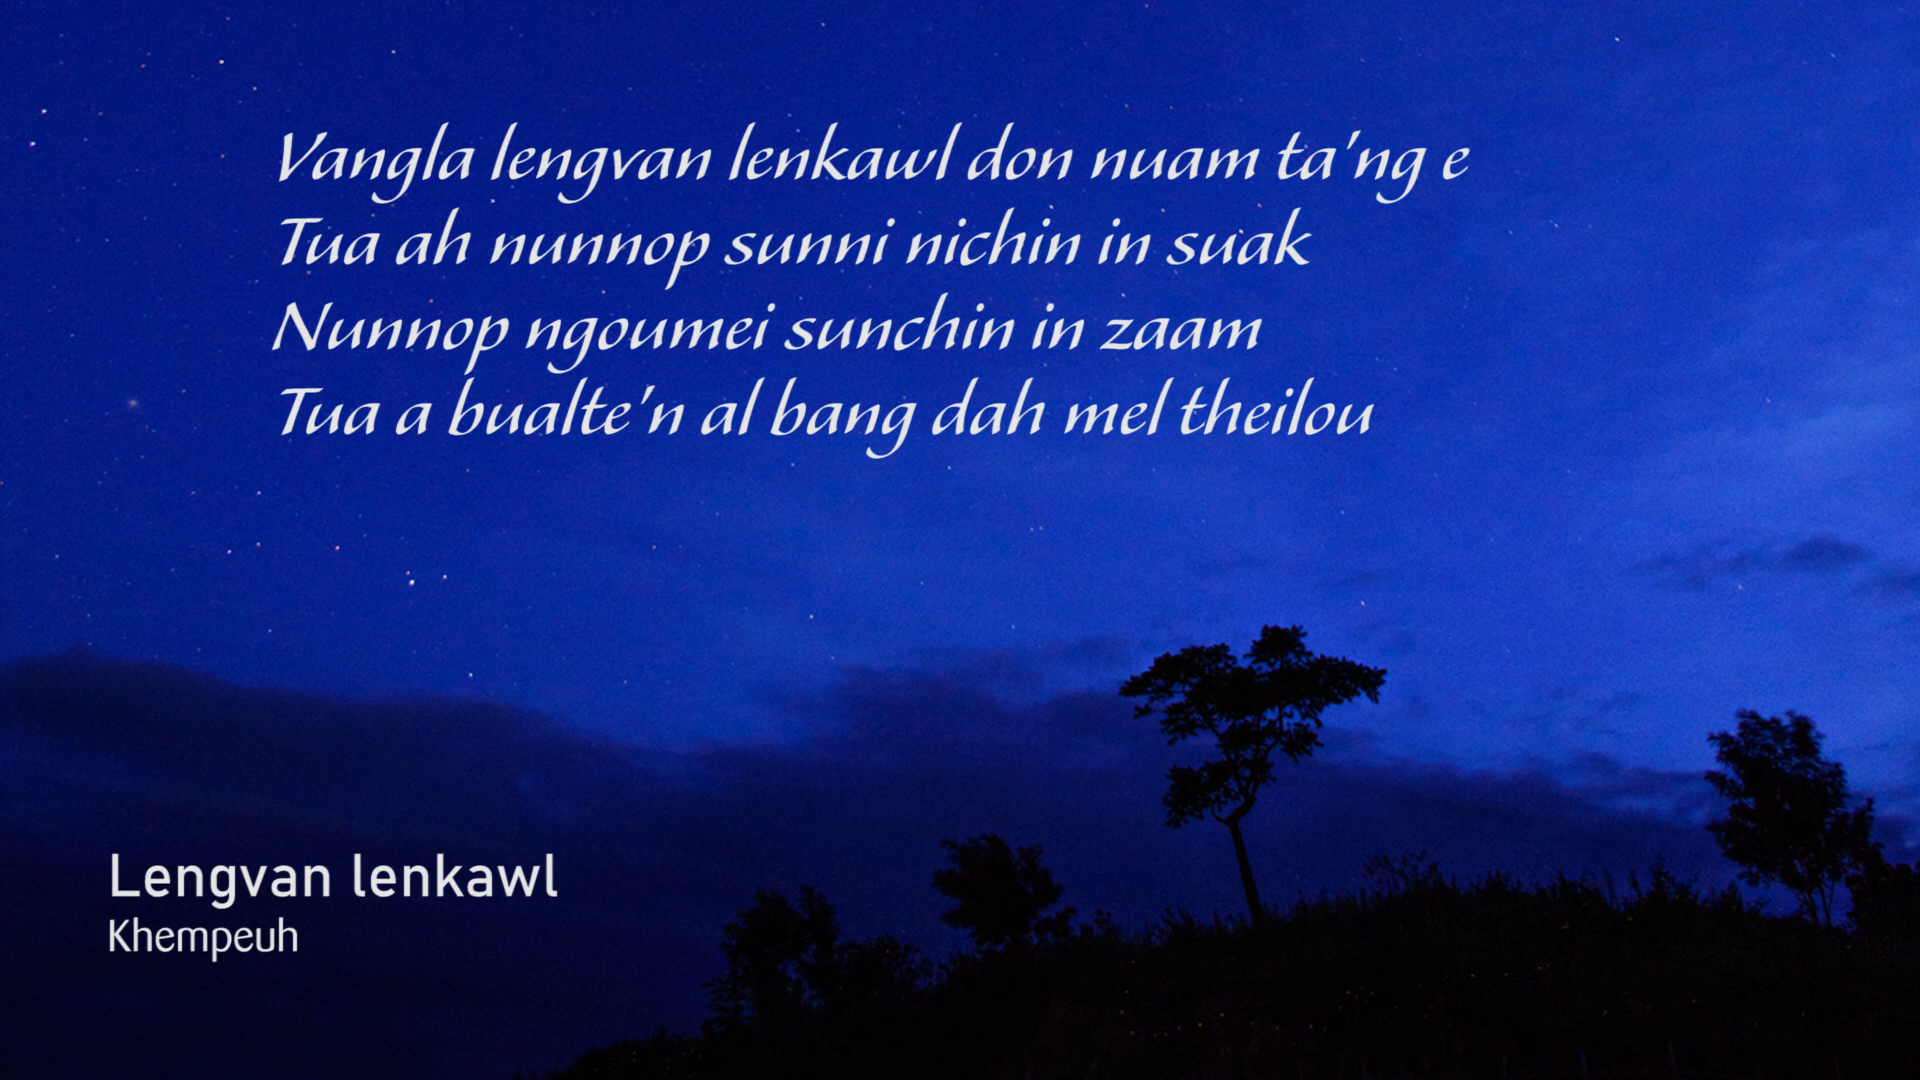 Vangla lengvan lenkawl don nuam ta'ng e
Tua ah nunnop sunni nichin in suak
Nunnop ngoumei sunchin in zaam
Tua a bualte'n al bang dah mel theilou
Lengvan lenkawl
Khempeuh